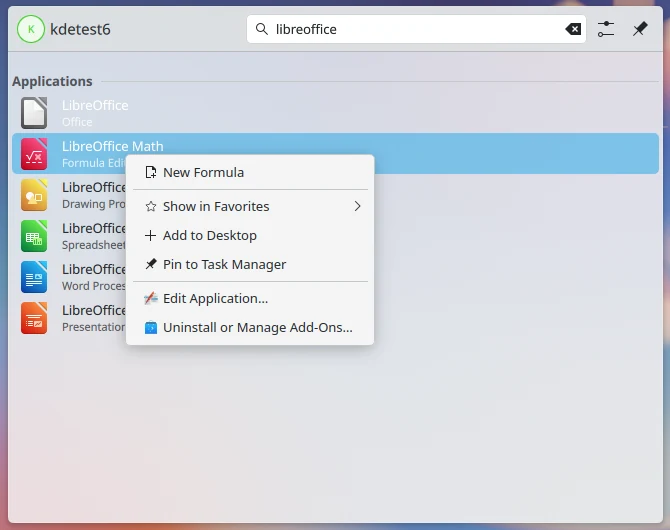 K
kdetest6
libreoffice
Applications
LibreOffice
Office
LibreOffice Math
Formula Edi
New Formula
LibreOffice
Drawing Pro
Show in Favorites
LibreOffice
Spreadsheet
Add to Desktop
LibreOffice
Word Proces
Pin to Task Manager
LibreOffice
Presentation
Edit Application...
Uninstall or Manage Add-Ons...